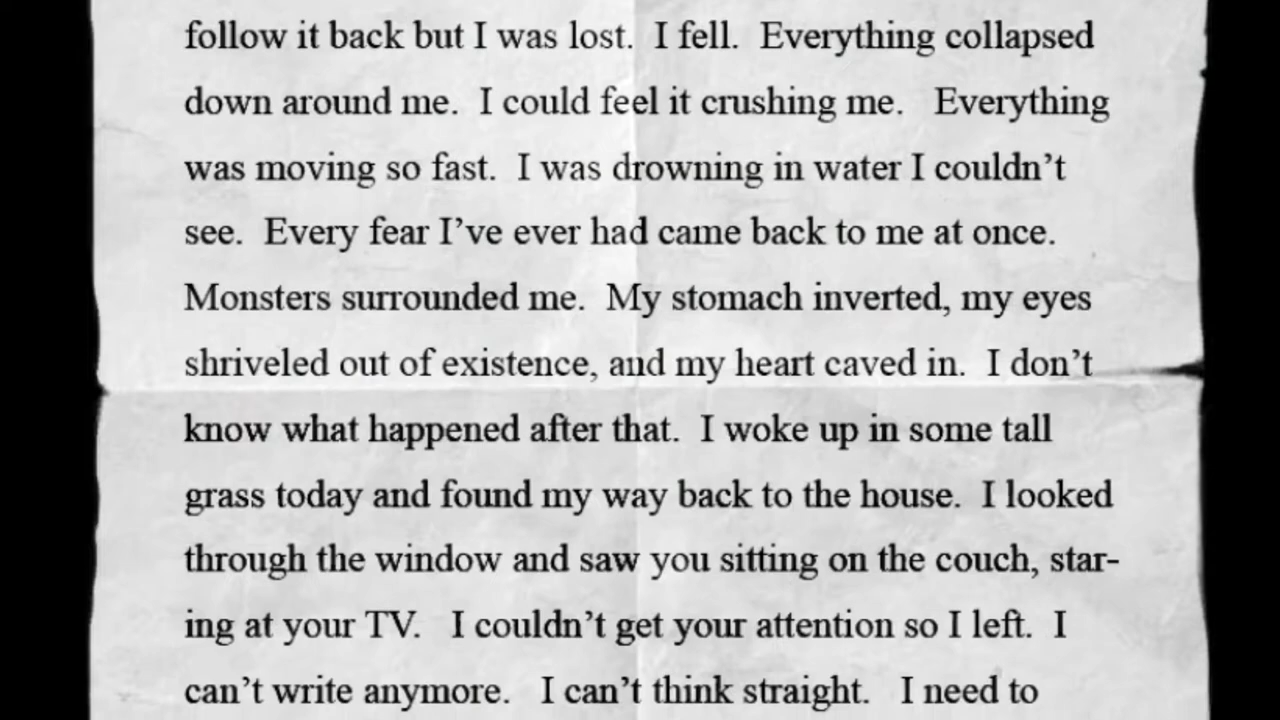 follow it back but I was lost.  I fell.  Everything collapsed
down around me.  I could feel it crushing me.   Everything
was moving so fast.  I was drowning in water I couldn’t
see.  Every fear I’ve ever had came back to me at once.
Monsters surrounded me.  My stomach inverted, my eyes
shriveled out of existence, and my heart caved in.  I don’t
know what happened after that.  I woke up in some tall
grass today and found my way back to the house.  I looked
through the window and saw you sitting on the couch, star-
ing at your TV.   I couldn’t get your attention so I left.  I
can’t write anymore.   I can’t think straight.   I need to